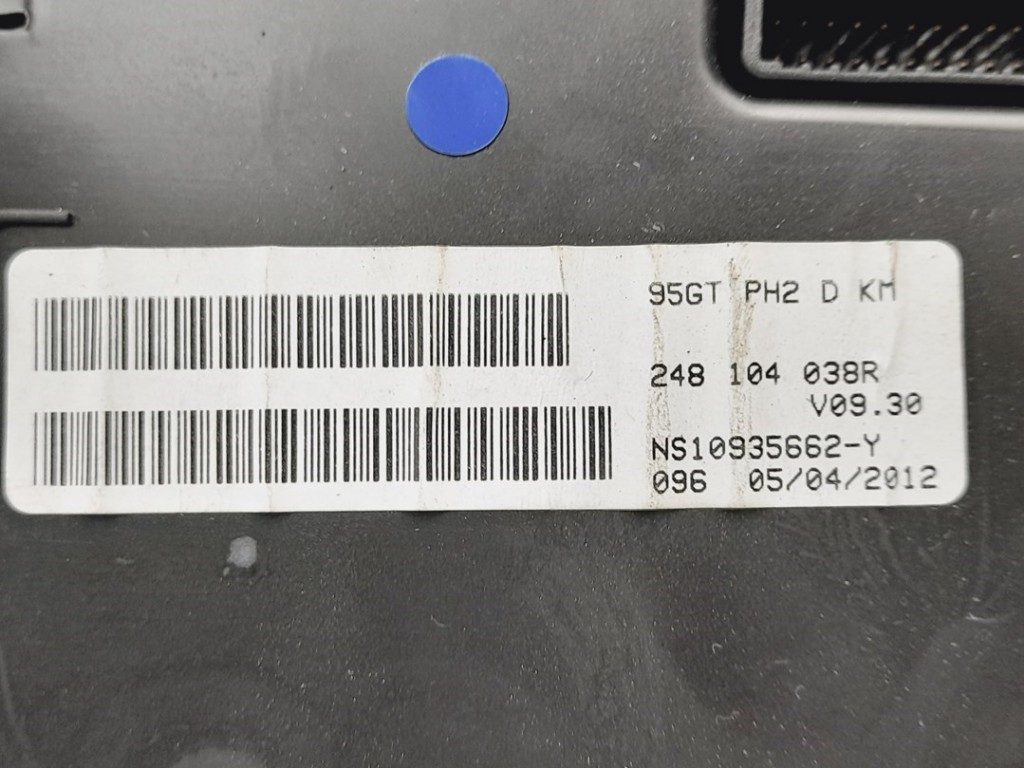 95GT PH2 D KM
248 104 038R
V09.30
NS10935662-Y
096 05/04/2012